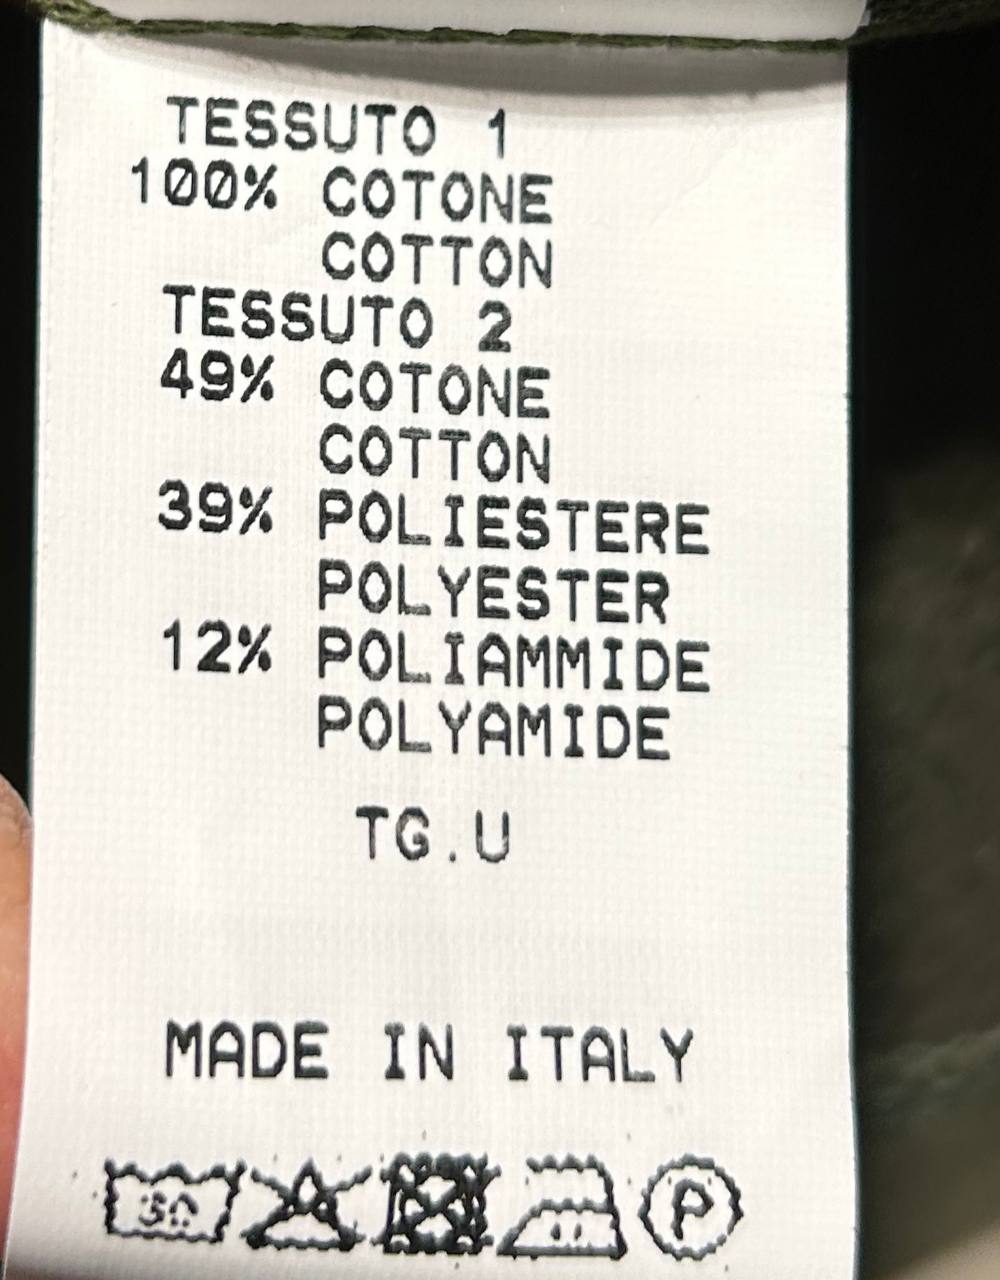 TESSUTO 1
100% COTONE
COTTON
TESSUTO 2
49% COTONE
COTTON
39% POLIESTERE
POLYESTER
12% POLIAMMIDE
POLYAMIDE
TG.U
MADE IN ITALY
30 P